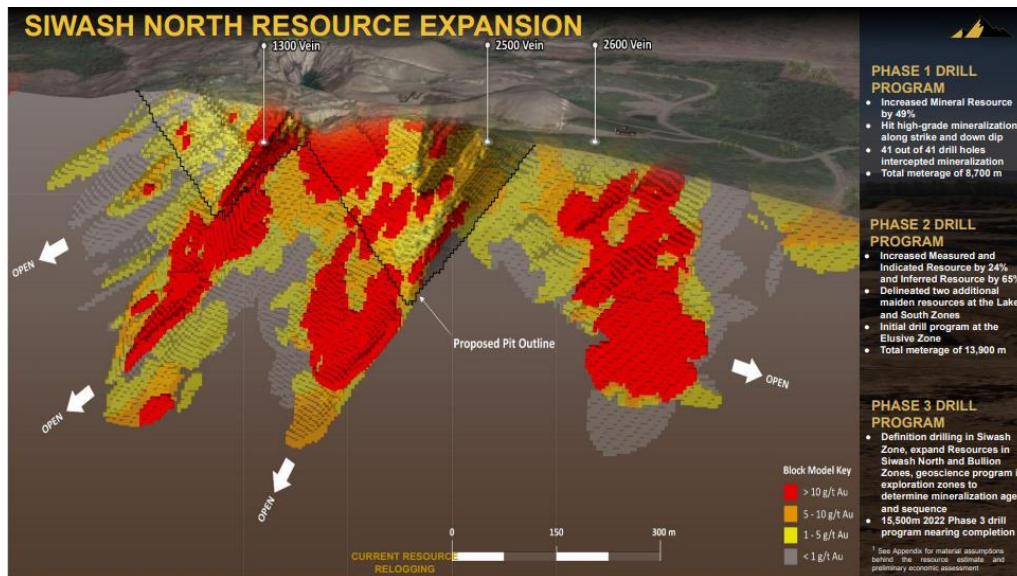 SIWASH NORTH RESOURCE EXPANSION
1300 Vein
2500 Vein
2600 Vein
OPEN
OPEN
OPEN
OPEN
Proposed Pit Outline
Block Model Key
> 10 g/t Au
5 - 10 g/t Au
1 - 5 g/t Au
< 1 g/t Au
0
150
300 m
CURRENT RESOURCE
RELOGGING
PHASE 1 DRILL
PROGRAM
● Increased Mineral Resource
by 49%
● Hit high-grade mineralization
along strike and down dip
● 41 out of 41 drill holes
intercepted mineralization
● Total meterage of 8,700 m
PHASE 2 DRILL
PROGRAM
● Increased Measured and
Indicated Resource by 24%
and Inferred Resource by 65%
● Delineated two additional
maiden resources at the Lake
and South Zones
● Initial drill program at the
Elusive Zone
● Total meterage of 13,900 m
PHASE 3 DRILL
PROGRAM
● Definition drilling in Siwash
Zone, expand Resources in
Siwash North and Bullion
Zones, geoscience program i
exploration zones to
determine mineralization age
and sequence
● 15,500m 2022 Phase 3 drill
program nearing completion
1 See Appendix for material assumptions
behind the resource estimate and
preliminary economic assessment